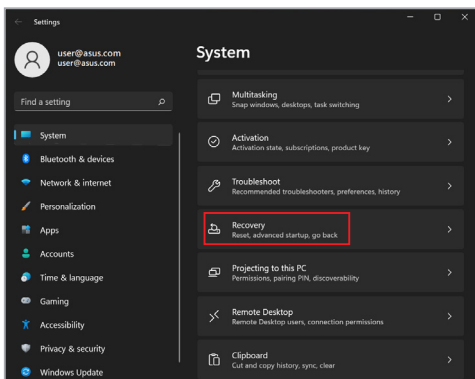 Settings
user@asus.com
user@asus.com
Find a setting
System
Bluetooth & devices
Network & internet
Personalization
Apps
Accounts
Time & language
Gaming
Accessibility
Privacy & security
Windows Update
System
Multitasking
Snap windows, desktops, task switching
Activation
Activation state, subscriptions, product key
Troubleshoot
Recommended troubleshooters, preferences, history
Recovery
Reset, advanced startup, go back
Projecting to this PC
Permissions, pairing PIN, discoverability
Remote Desktop
Remote Desktop users, connection permissions
Clipboard
Cut and copy history, sync, clear